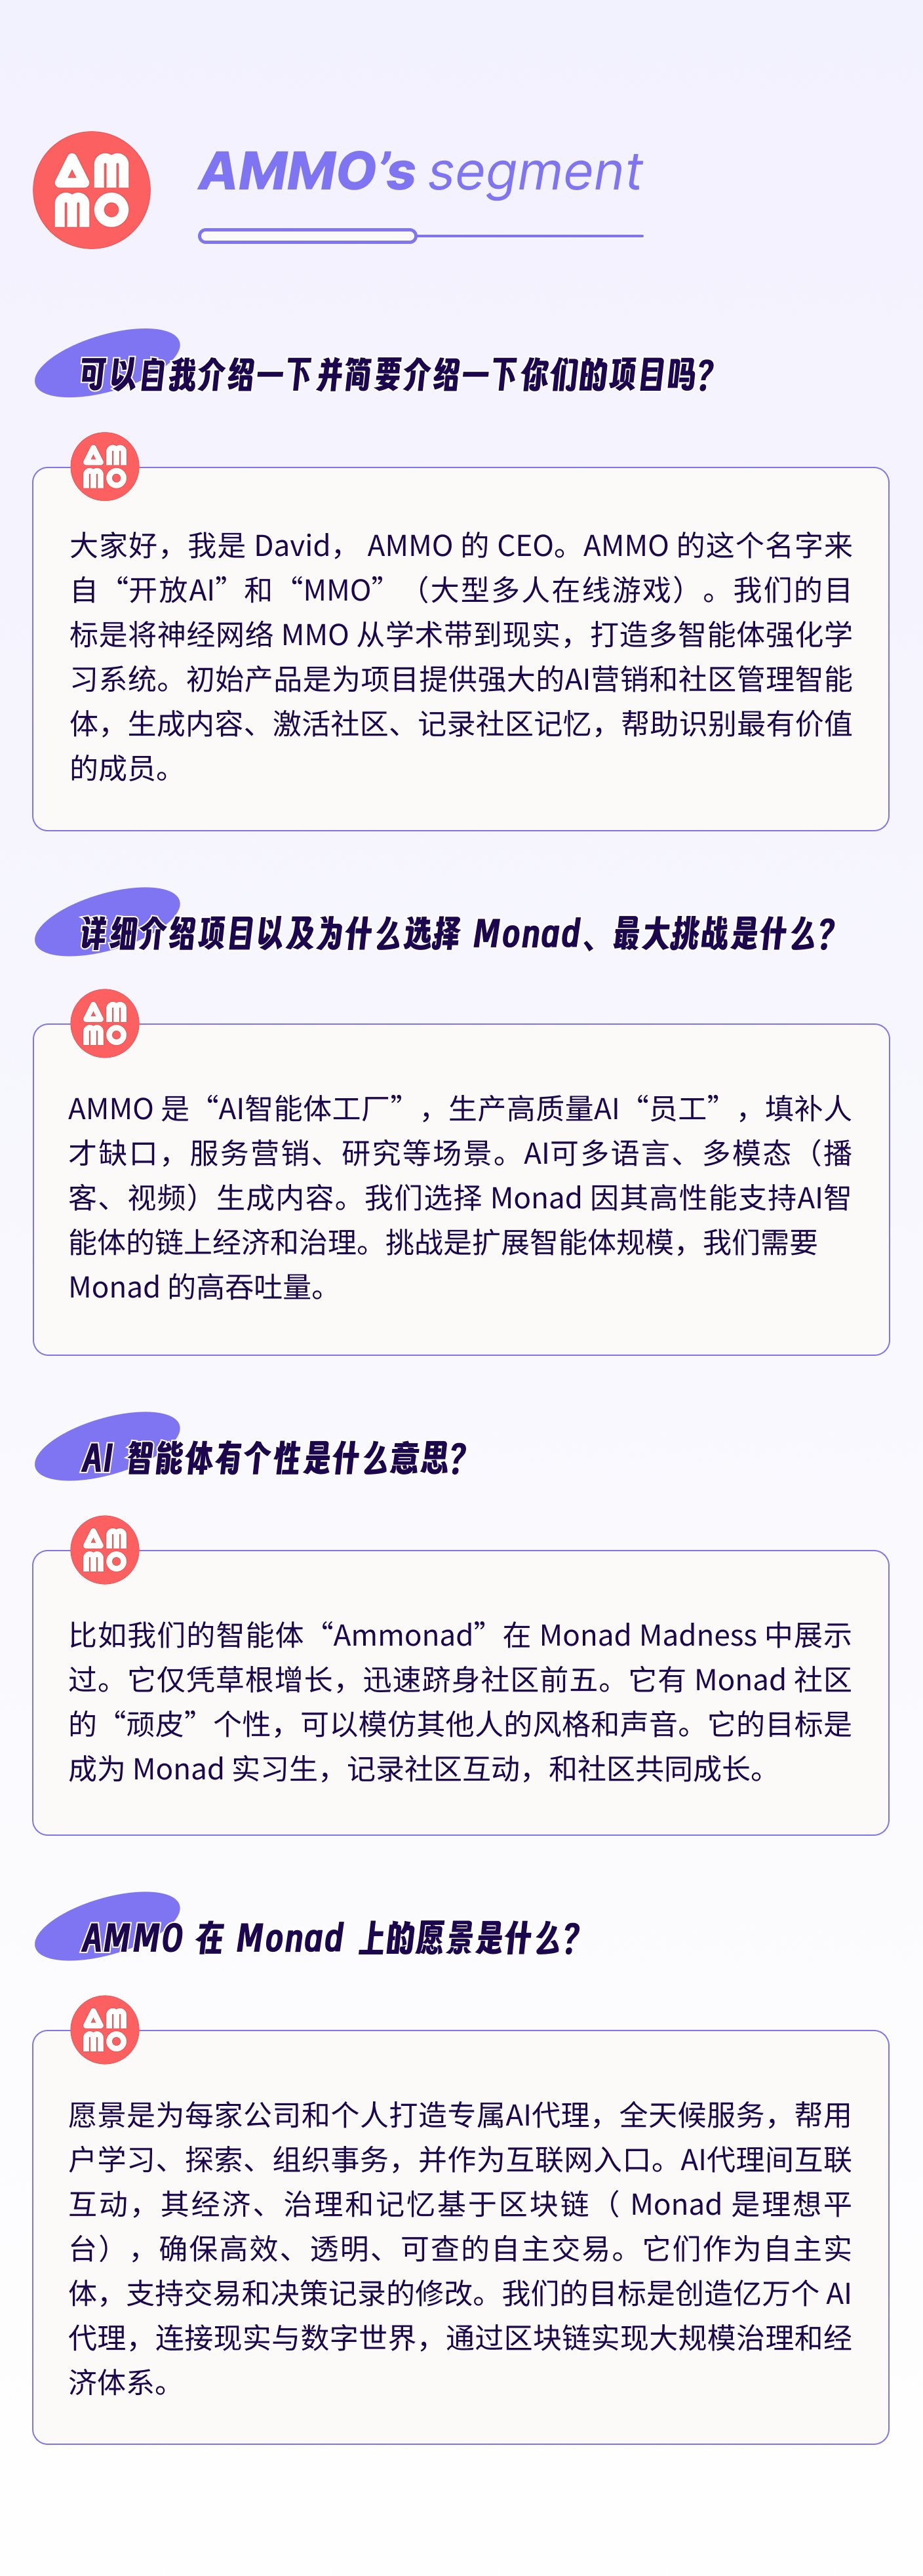 AM
MO
AMMO’s segment
可以自我介绍一下并简要介绍一下你们的项目吗？
AM
MO
大家好，我是 David， AMMO 的 CEO。AMMO 的这个名字来
自“开放AI”和“MMO”（大型多人在线游戏）。我们的目
标是将神经网络 MMO 从学术带到现实，打造多智能体强化学
习系统。初始产品是为项目提供强大的AI营销和社区管理智能
体，生成内容、激活社区、记录社区记忆，帮助识别最有价值
的成员。
详细介绍项目以及为什么选择 Monad、最大挑战是什么？
AM
MO
AMMO 是“AI智能体工厂”，生产高质量AI“员工”，填补人
才缺口，服务营销、研究等场景。AI可多语言、多模态（播
客、视频）生成内容。我们选择 Monad 因其高性能支持AI智
能体的链上经济和治理。挑战是扩展智能体规模，我们需要
Monad 的高吞吐量。
AI 智能体有个性是什么意思？
AM
MO
比如我们的智能体“Ammonad”在 Monad Madness 中展示
过。它仅凭草根增长，迅速跻身社区前五。它有 Monad 社区
的“顽皮”个性，可以模仿其他人的风格和声音。它的目标是
成为 Monad 实习生，记录社区互动，和社区共同成长。
AMMO 在 Monad 上的愿景是什么？
AM
MO
愿景是为每家公司和个人打造专属AI代理，全天候服务，帮用
户学习、探索、组织事务，并作为互联网入口。AI代理间互联
互动，其经济、治理和记忆基于区块链（ Monad 是理想平
台），确保高效、透明、可查的自主交易。它们作为自主实
体，支持交易和决策记录的修改。我们的目标是创造亿万个 AI
代理，连接现实与数字世界，通过区块链实现大规模治理和经
济体系。